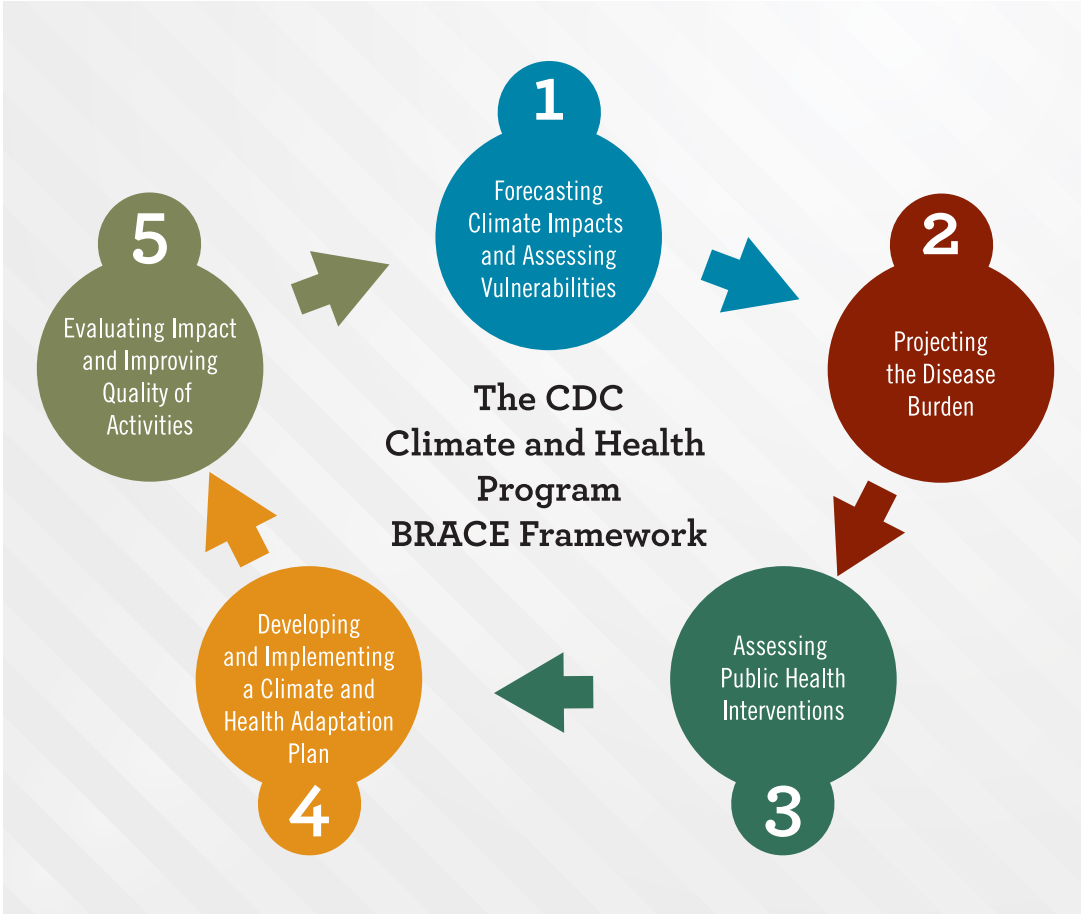 1
Forecasting
Climate Impacts
and Assessing
Vulnerabilities
2
Projecting
the Disease
Burden
3
Assessing
Public Health
Interventions
4
Developing
and Implementing
a Climate and
Health Adaptation
Plan
5
Evaluating Impact
and Improving
Quality of
Activities
The CDC
Climate and Health
Program
BRACE Framework